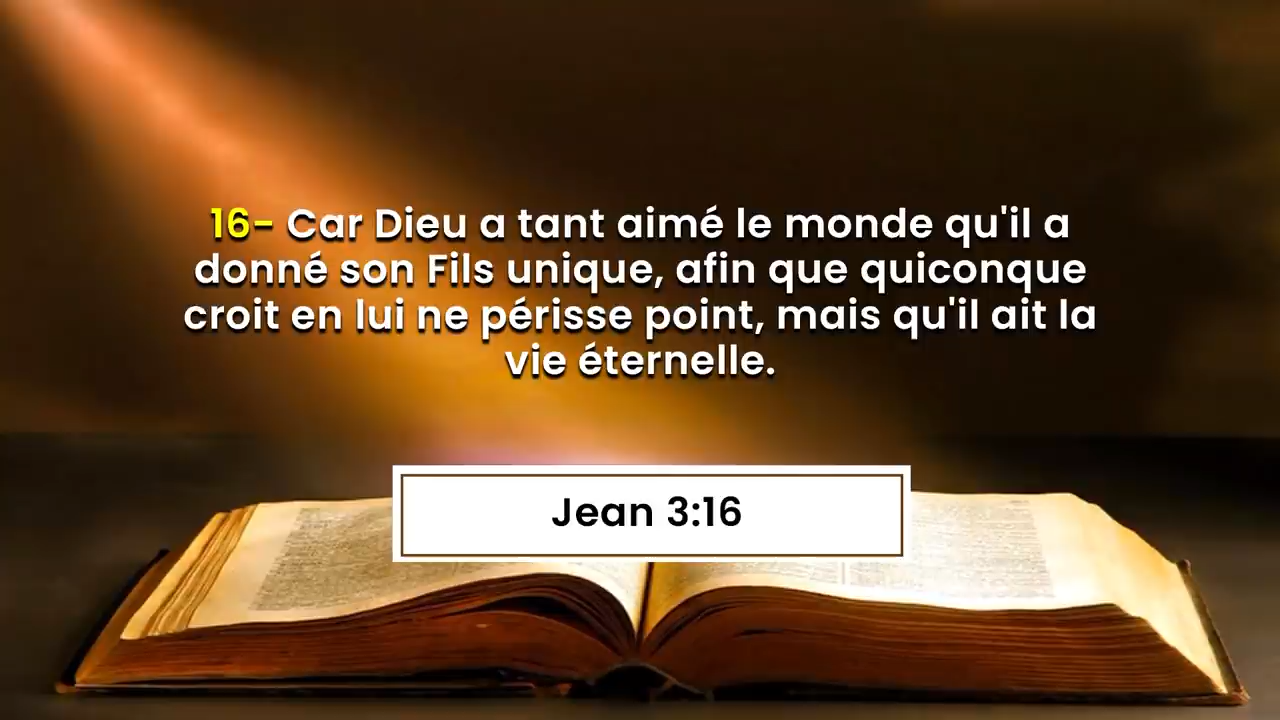 16- Car Dieu a tant aimé le monde qu'il a
donné son Fils unique, afin que quiconque
croit en lui ne périsse point, mais qu'il ait la
vie éternelle.
Jean 3:16